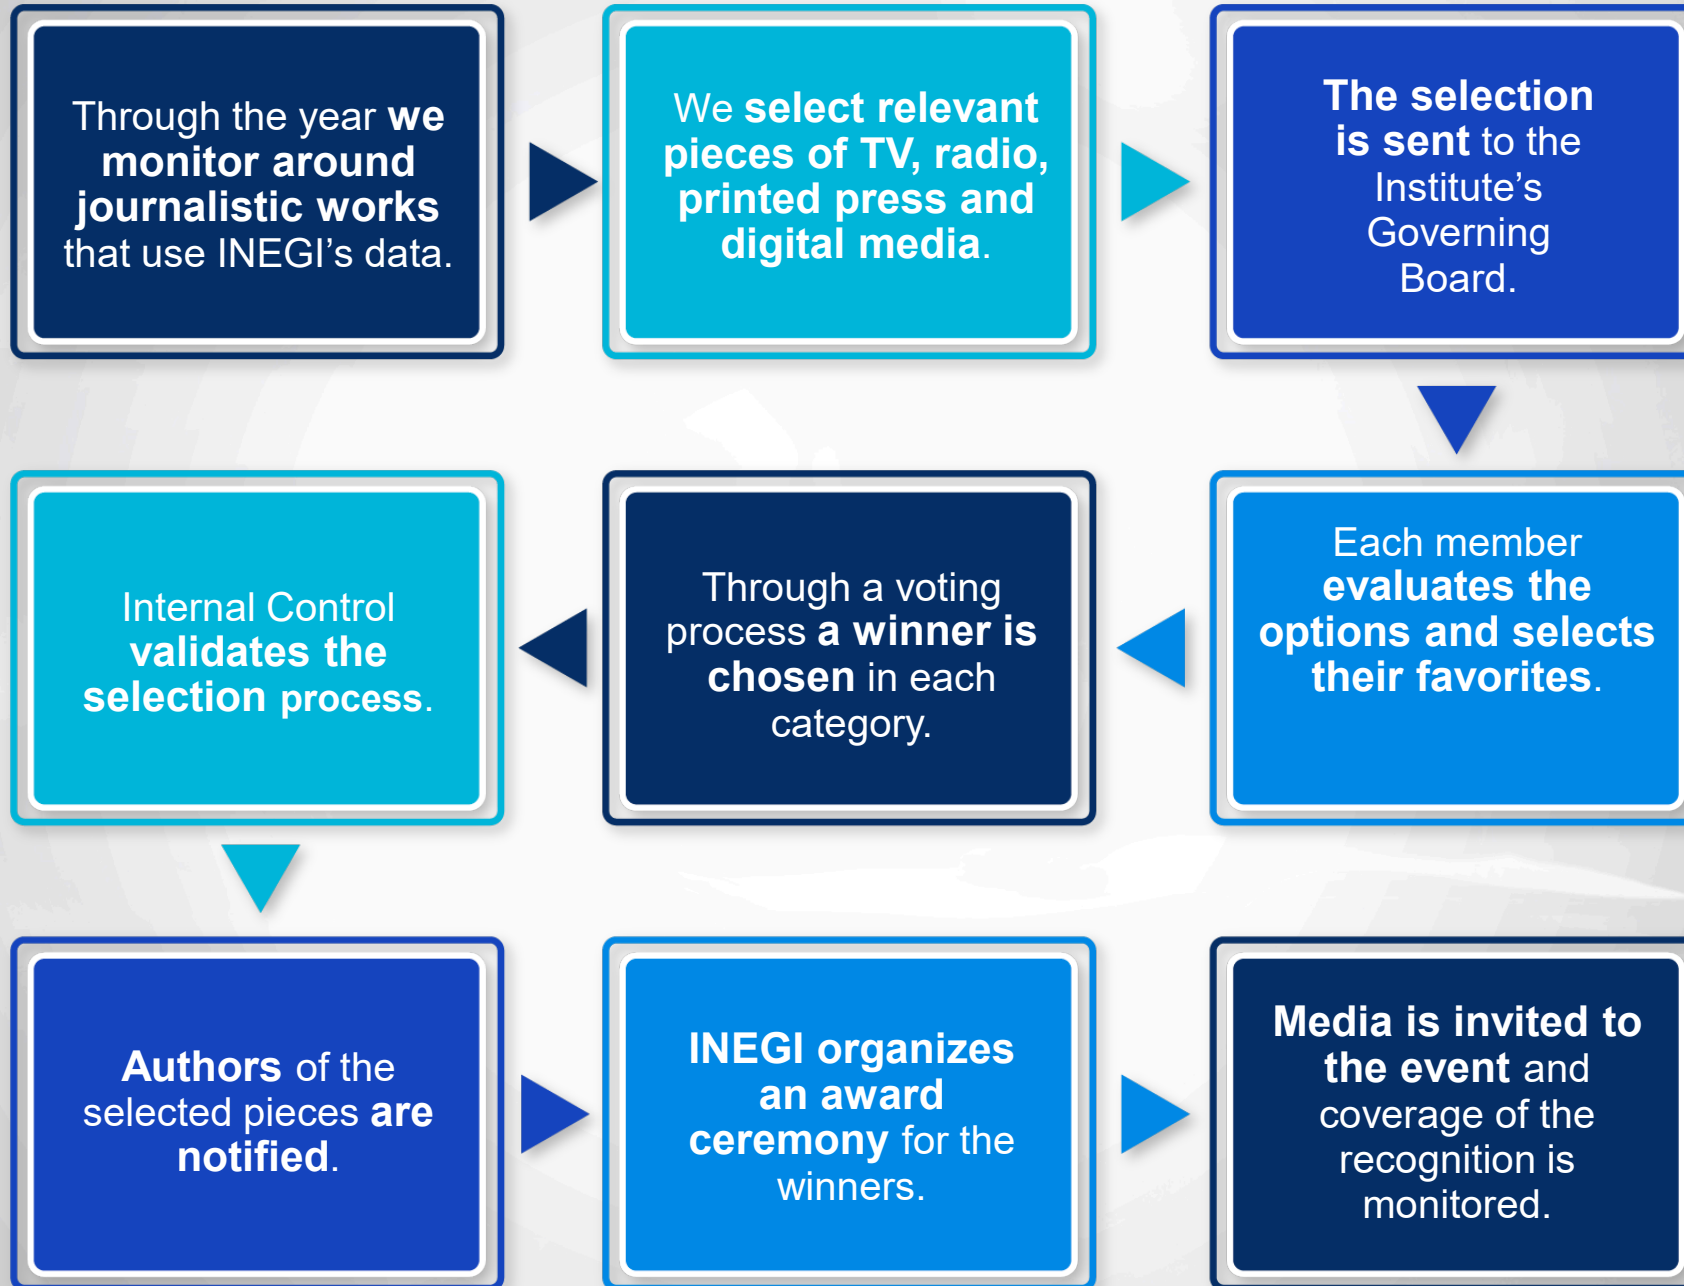 Through the year we
monitor around
journalistic works
that use INEGI's data.
We select relevant
pieces of TV, radio,
printed press and
digital media.
The selection
is sent to the
Institute's
Governing
Board.
Each member
evaluates the
options and selects
their favorites.
Through a voting
process a winner is
chosen in each
category.
Internal Control
validates the
selection process.
Authors of the
selected pieces are
notified.
INEGI organizes
an award
ceremony for the
winners.
Media is invited to
the event and
coverage of the
recognition is
monitored.